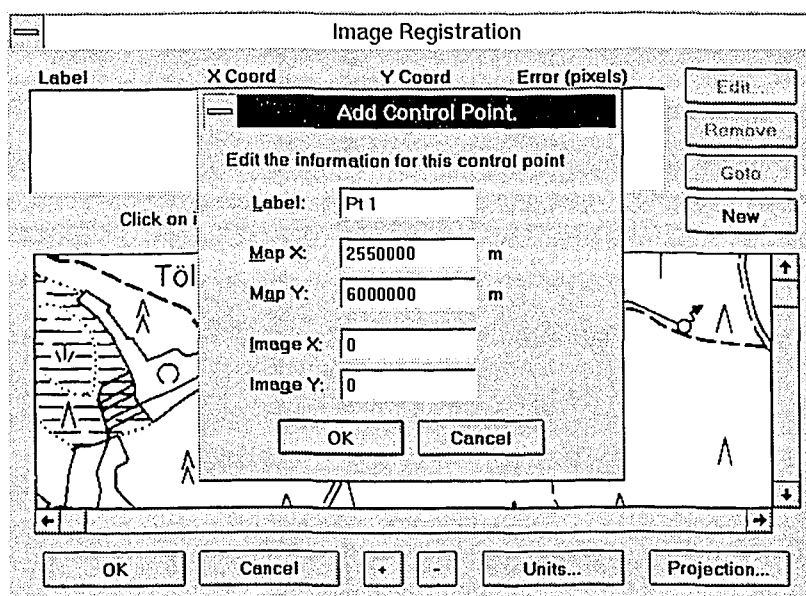 Image Registration
Label X Coord Y Coord Error (pixels)
Edit...
Add Control Point.
Remove
Edit the information for this control point
Goto
Label: Pt 1
New
Click on i
Map X: 2550000 m
Töl
Map Y: 6000000 m
Image X: 0
Image Y: 0
OK Cancel
OK Cancel + - Units... Projection...